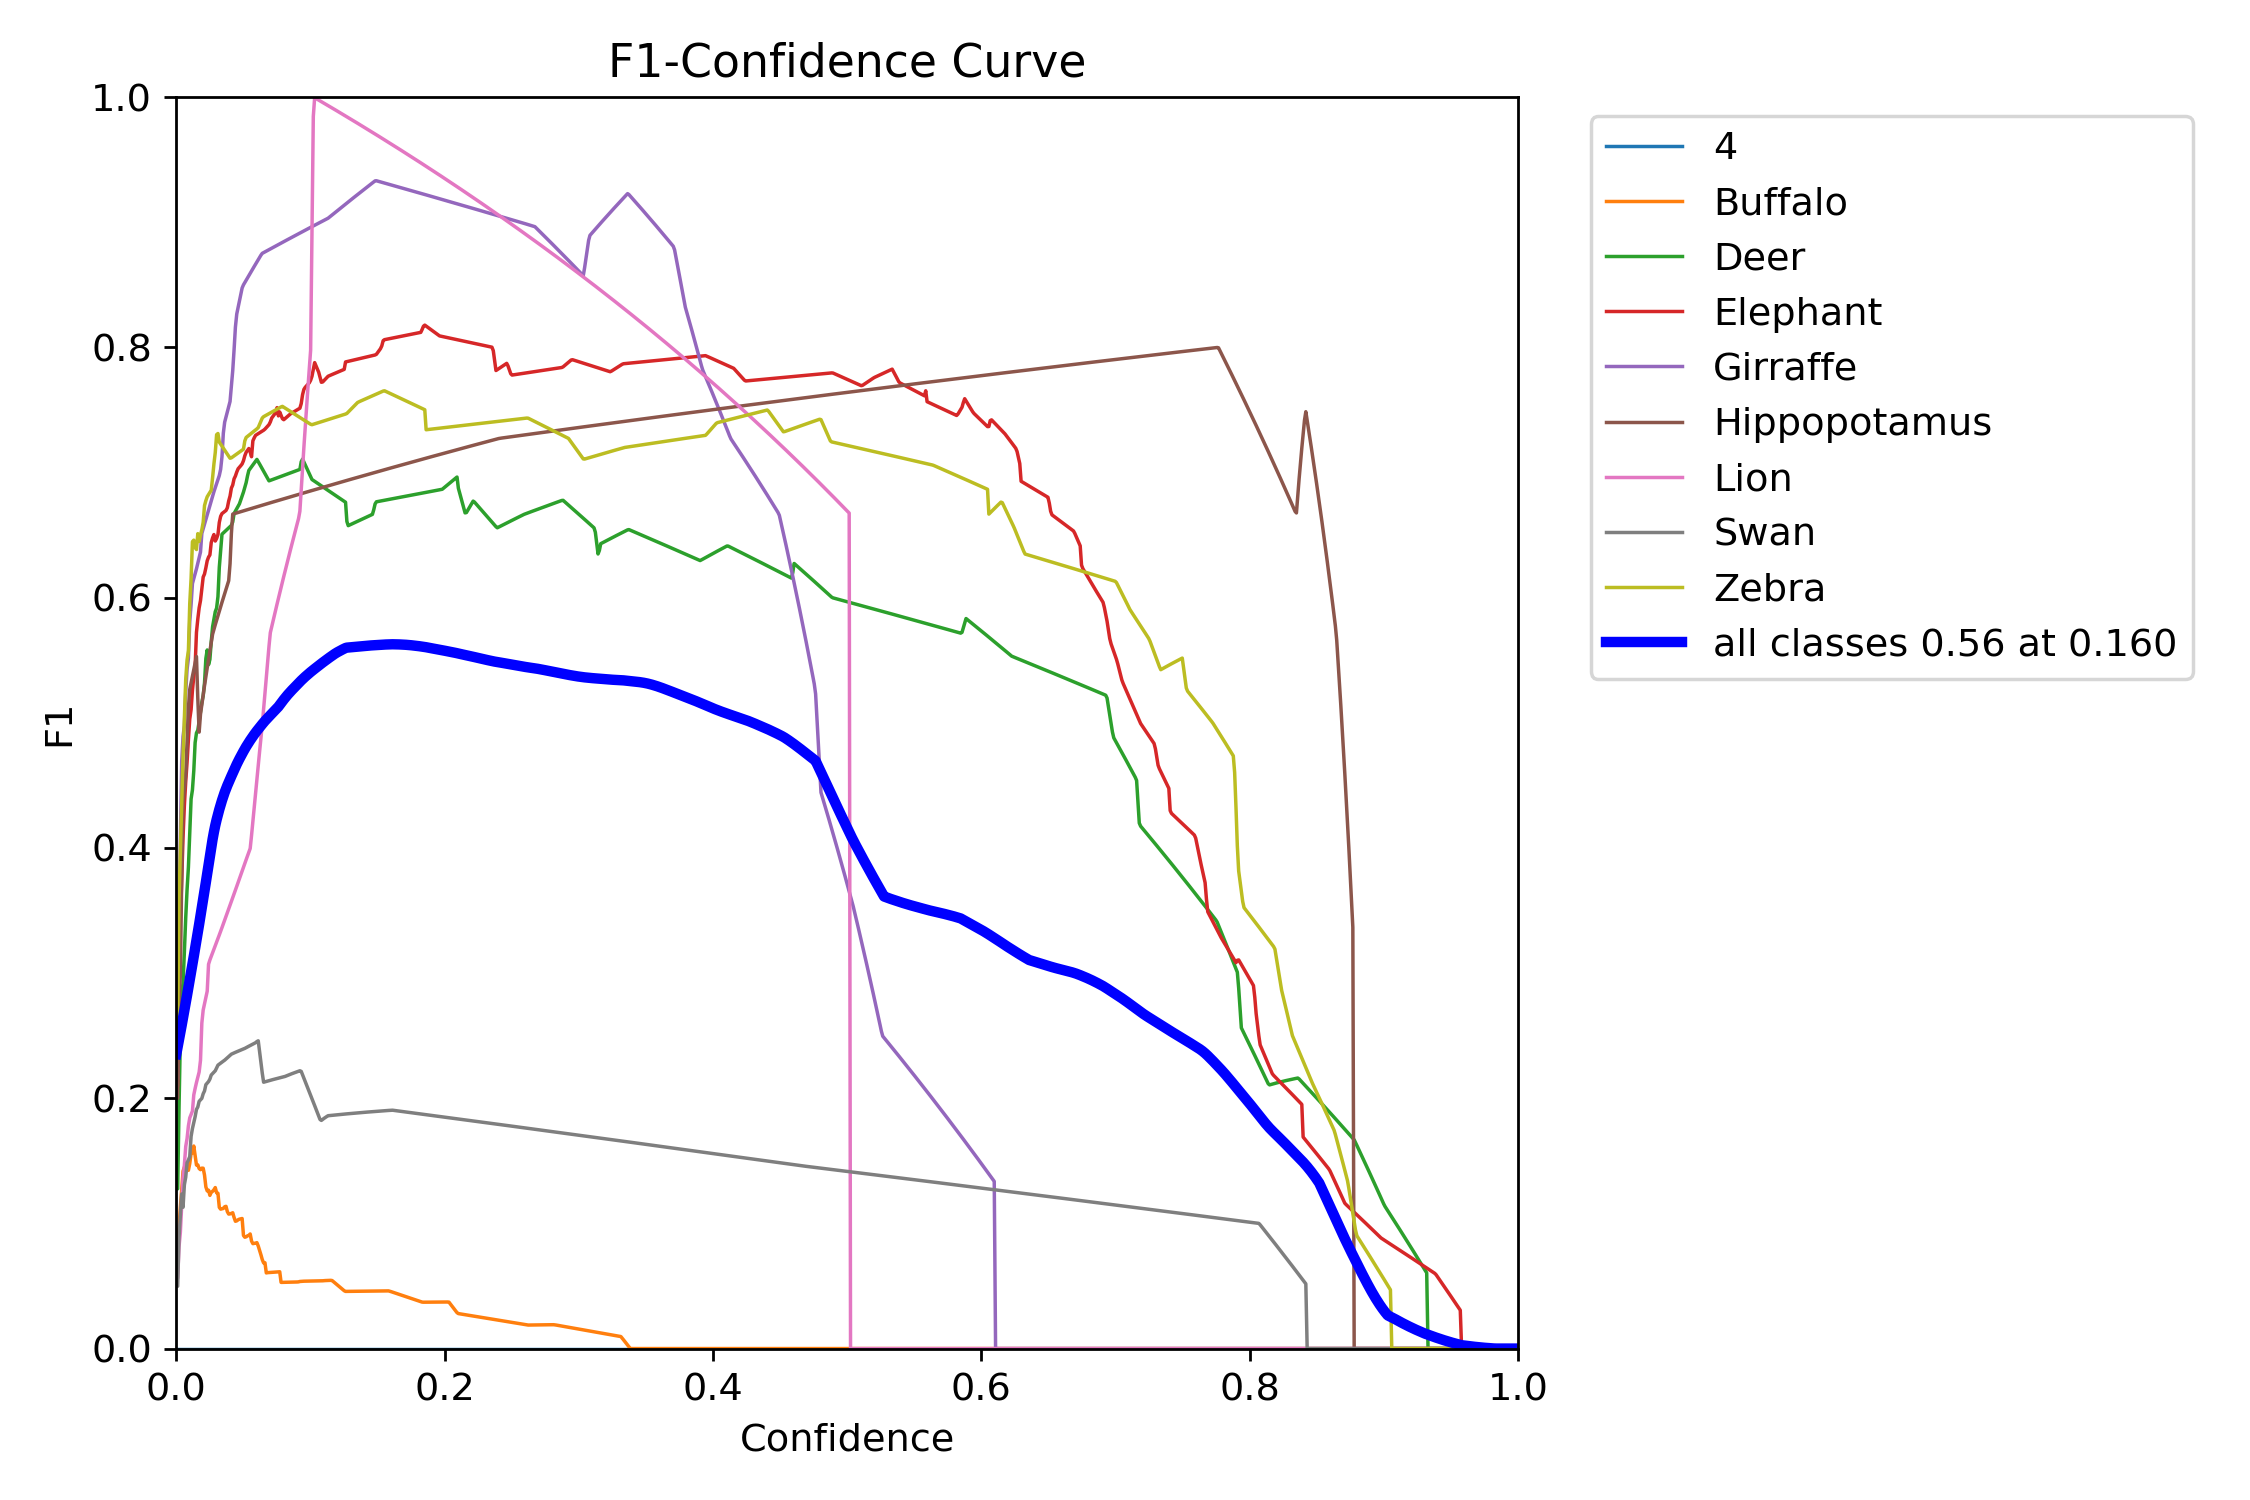 F1-Confidence Curve
1.0
0.8
0.6
0.4
0.2
0.0
F1
0.0 0.2 0.4 0.6 0.8 1.0
Confidence
4
Buffalo
Deer
Elephant
Girraffe
Hippopotamus
Lion
Swan
Zebra
all classes 0.56 at 0.160